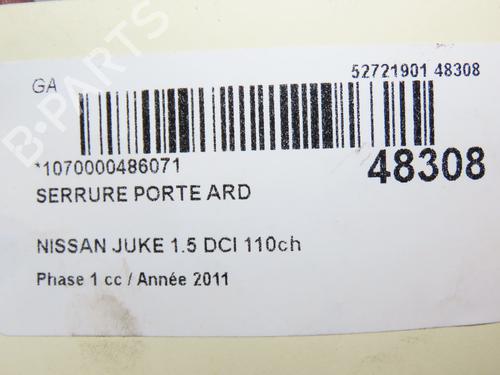 GA
52721901 48308
*1070000486071
48308
SERRURE PORTE ARD
NISSAN JUKE 1.5 DCI 110ch
Phase 1 cc / Année 2011
B-PARTS